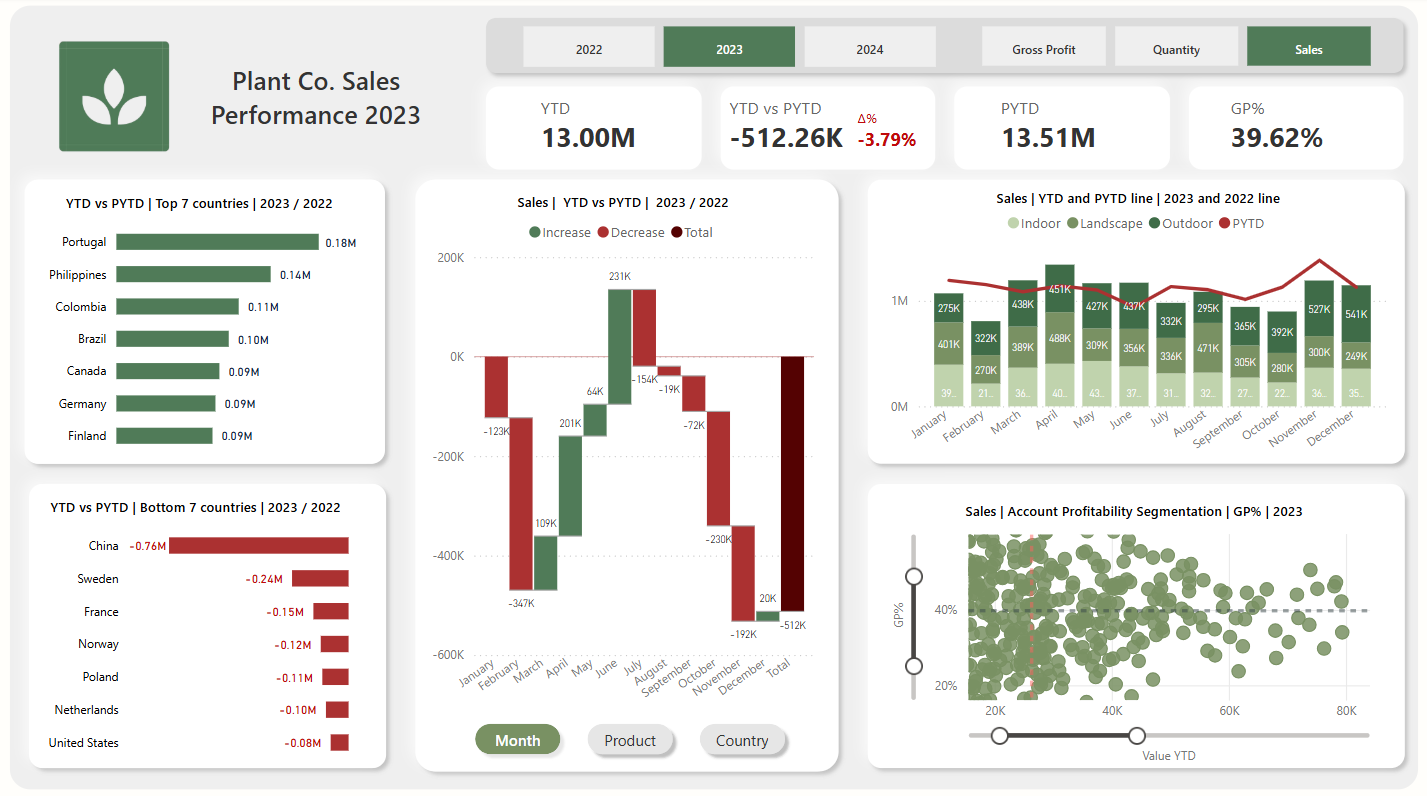 Plant Co. Sales
Performance 2023
2022
2023
2024
Gross Profit
Quantity
Sales
YTD
13.00M
YTD vs PYTD
-512.26K
Δ%
-3.79%
PYTD
13.51M
GP%
39.62%
YTD vs PYTD | Top 7 countries | 2023 / 2022
Portugal 0.18M
Philippines 0.14M
Colombia 0.11M
Brazil 0.10M
Canada 0.09M
Germany 0.09M
Finland 0.09M
YTD vs PYTD | Bottom 7 countries | 2023 / 2022
China -0.76M
Sweden -0.24M
France -0.15M
Norway -0.12M
Poland -0.11M
Netherlands -0.10M
United States -0.08M
Sales | YTD vs PYTD | 2023 / 2022
Increase Decrease Total
200K
0K
-200K
-400K
-600K
-123K
-347K
109K
201K
64K
231K
-154K
-19K
-72K
-230K
-192K
20K
-512K
January
February
March
April
May
June
July
August
September
October
November
December
Total
Month
Product
Country
Sales | YTD and PYTD line | 2023 and 2022 line
Indoor Landscape Outdoor PYTD
1M
0M
275K
401K
39...
322K
270K
21...
438K
389K
36...
451K
488K
40...
427K
309K
43...
437K
356K
37...
332K
336K
31...
295K
471K
32...
365K
305K
27...
392K
280K
22...
527K
300K
36...
541K
249K
35...
January
February
March
April
May
June
July
August
September
October
November
December
Sales | Account Profitability Segmentation | GP% | 2023
GP%
40%
20%
20K
40K
60K
80K
Value YTD